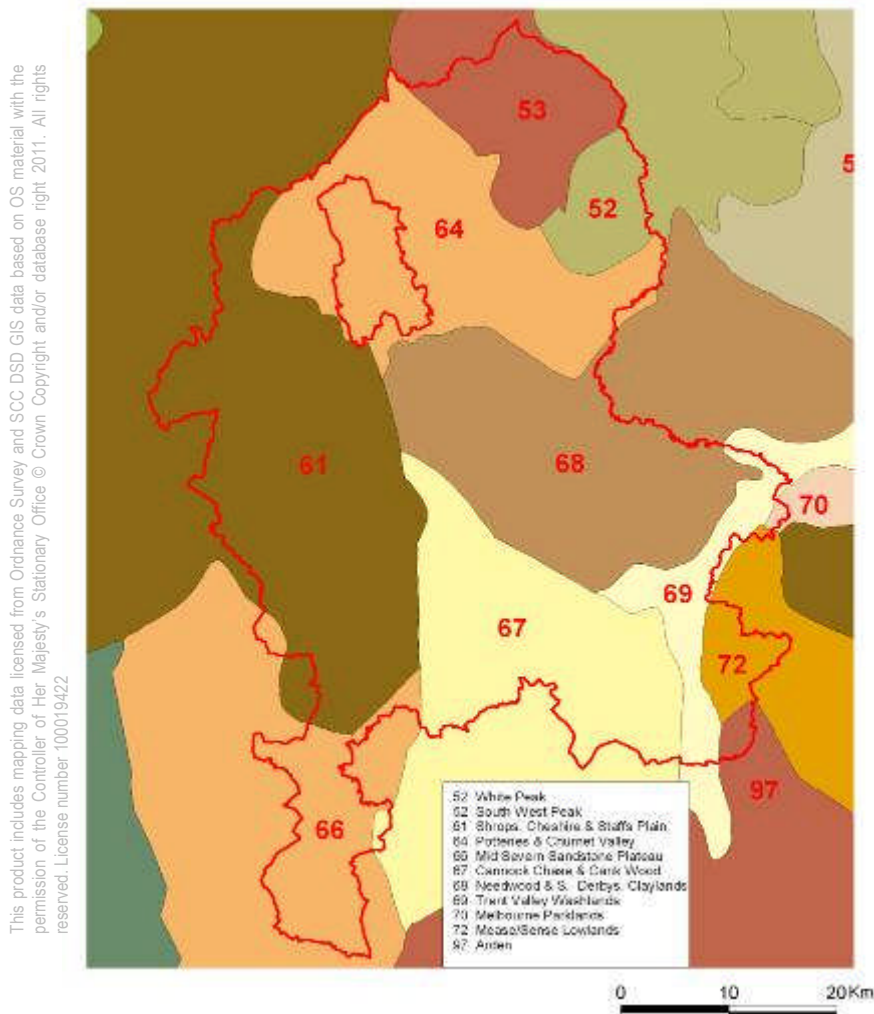 This product includes mapping data licensed from Ordnance Survey and SCC DSD GIS data based on OS material with the
permission of the Controller of Her Majesty's Stationary Office © Crown Copyright and/or database right 2011. All rights
reserved. License number 100019422
53
5
52
64
61
68
70
69
67
72
97
66
52 White Peak
52 South West Peak
61 Shrops, Cheshire & Staffs Plain
64 Potteries & Churnet Valley
66 Mid Severn Sandstone Plateau
67 Cannock Chase & Cank Wood
68 Needwood & S. Derbys. Claylands
69 Trent Valley Washlands
70 Melbourne Parklands
72 Mease/Sense Lowlands
97 Arden
0 10 20Km